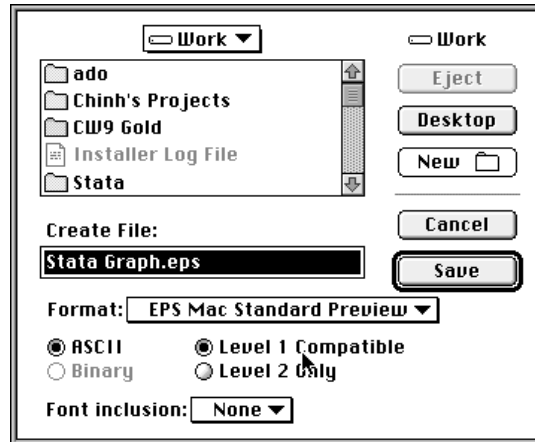 Work
Work
ado
Chinh's Projects
CW9 Gold
Installer Log File
Stata
Eject
Desktop
New
Create File:
Stata Graph.eps
Cancel
Save
Format: EPS Mac Standard Preview
ASCII Level 1 Compatible
Binary Level 2 Only
Font inclusion: None